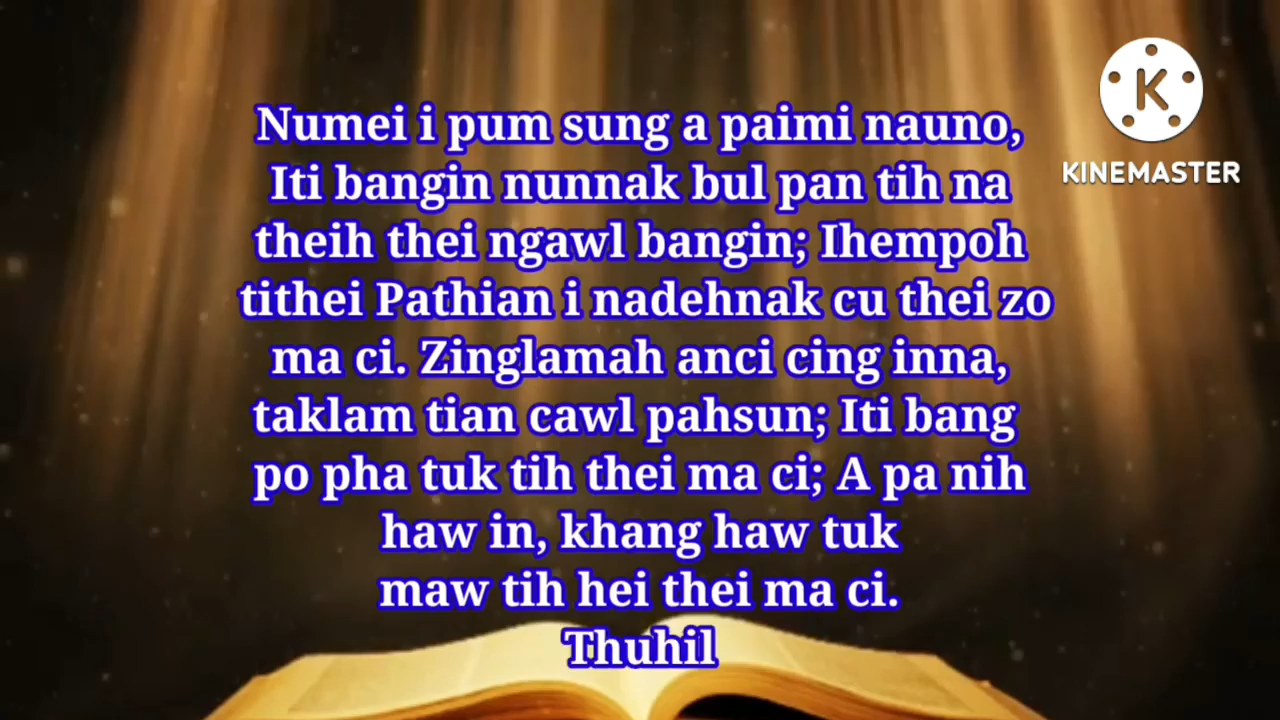 Numei i pum sung a paimi nauno,
Iti bangin nunnak bul pan tih na
theih thei ngawl bangin; Ihempoh
tithei Pathian i nadehnak cu thei zo
ma ci. Zinglamah anci cing inna,
taklam tian cawl pahsun; Iti bang
po pha tuk tih thei ma ci; A pa nih
haw in, khang haw tuk
maw tih hei thei ma ci.
Thuhil
K
KINEMASTER